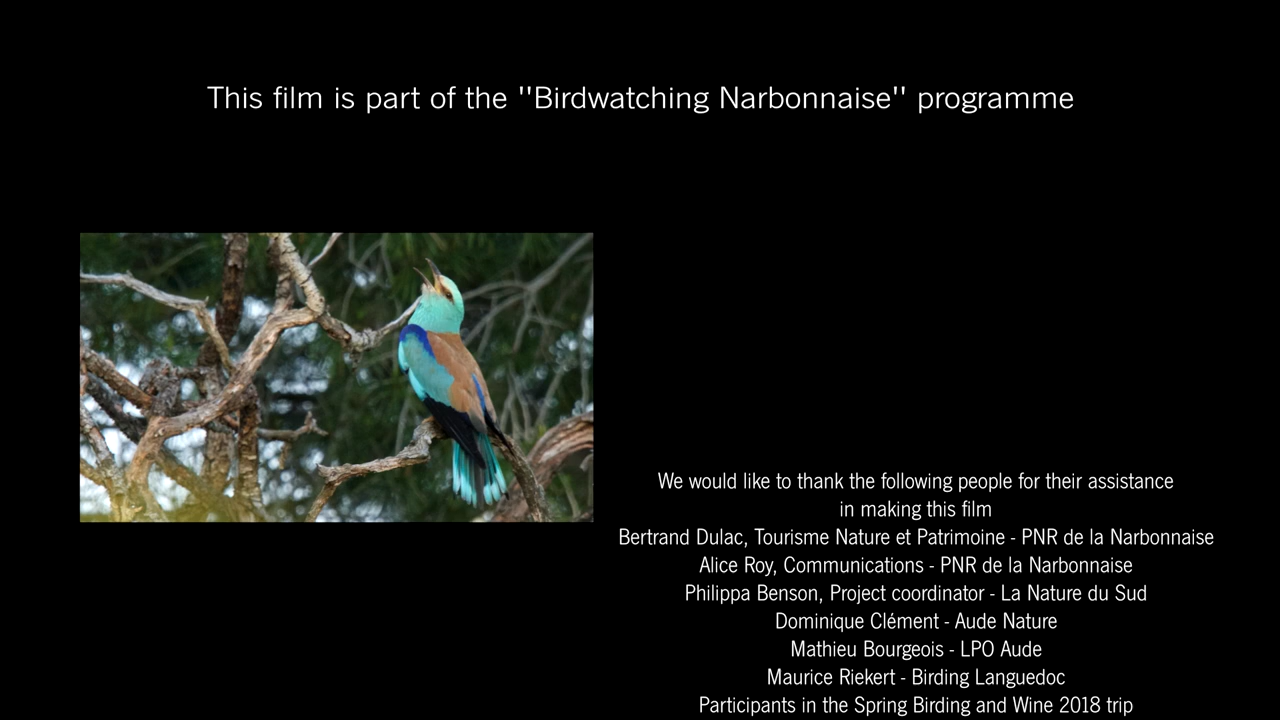 This film is part of the "Birdwatching Narbonnaise" programme
We would like to thank the following people for their assistance
in making this film
Bertrand Dulac, Tourisme Nature et Patrimoine - PNR de la Narbonnaise
Alice Roy, Communications - PNR de la Narbonnaise
Philippa Benson, Project coordinator - La Nature du Sud
Dominique Clément - Aude Nature
Mathieu Bourgeois - LPO Aude
Maurice Riekert - Birding Languedoc
Participants in the Spring Birding and Wine 2018 trip